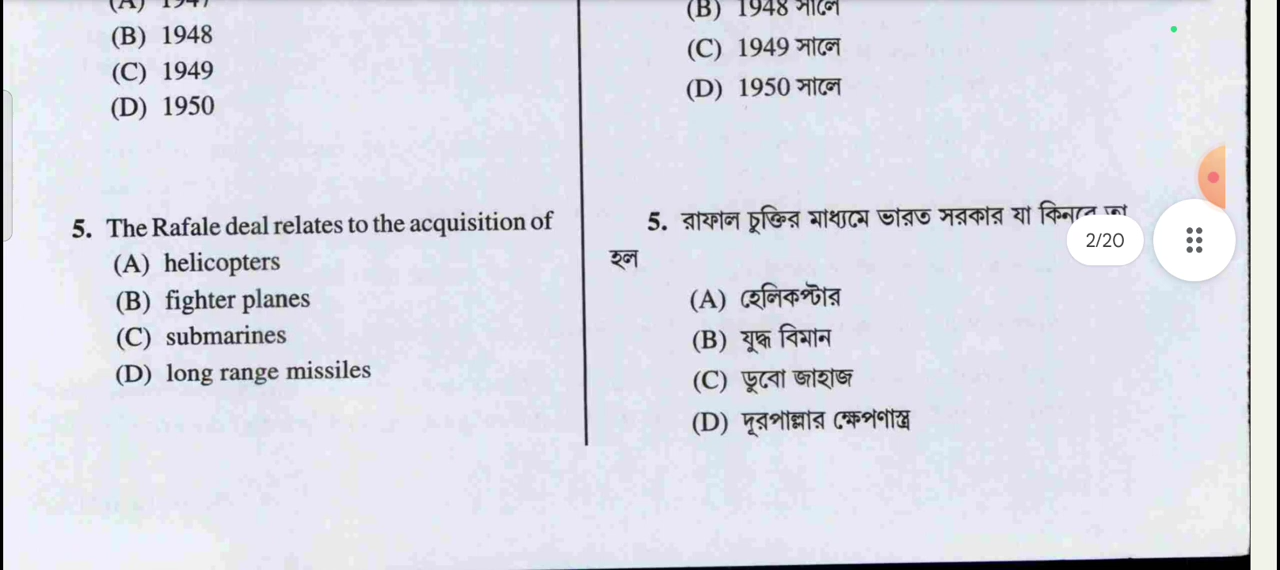 (B) 1948
(C) 1949
(D) 1950
5. The Rafale deal relates to the acquisition of
(A) helicopters
(B) fighter planes
(C) submarines
(D) long range missiles
(B) 1948 সালে
(C) 1949 সালে
(D) 1950 সালে
5. রাফাল চুক্তির মাধ্যমে ভারত সরকার যা কিনবে তা
হল
(A) হেলিকপ্টার
(B) যুদ্ধ বিমান
(C) ডুবো জাহাজ
(D) দূরপাল্লার ক্ষেপণাস্ত্র
2/20